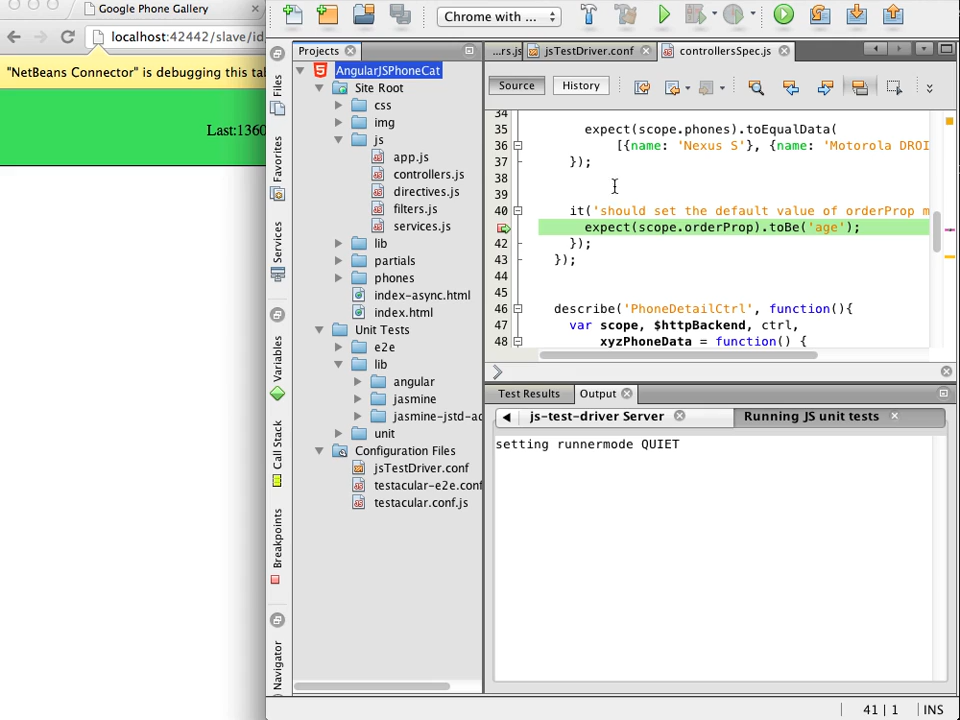 Google Phone Gallery
localhost:42442/slave/id
"NetBeans Connector" is debugging this tab
Last:1360
Chrome with ...
Projects
...rs.js
jsTestDriver.conf
controllersSpec.js
Source
History
Files
Favorites
Services
Variables
Call Stack
Breakpoints
Navigator
AngularJSPhoneCat
Site Root
css
img
js
app.js
controllers.js
directives.js
filters.js
services.js
lib
partials
phones
index-async.html
index.html
Unit Tests
e2e
lib
angular
jasmine
jasmine-jstd-ad
unit
Configuration Files
jsTestDriver.conf
testacular-e2e.conf
testacular.conf.js
34
35 expect(scope.phones).toEqualData(
36 [{name: 'Nexus S'}, {name: 'Motorola DROI
37 });
38
39
40 it('should set the default value of orderProp m
expect(scope.orderProp).toBe('age');
42 });
43 });
44
45
46 describe('PhoneDetailCtrl', function(){
47 var scope, $httpBackend, ctrl,
48 xyzPhoneData = function() {
Test Results
Output
js-test-driver Server
Running JS unit tests
setting runnermode QUIET
41 | 1
INS